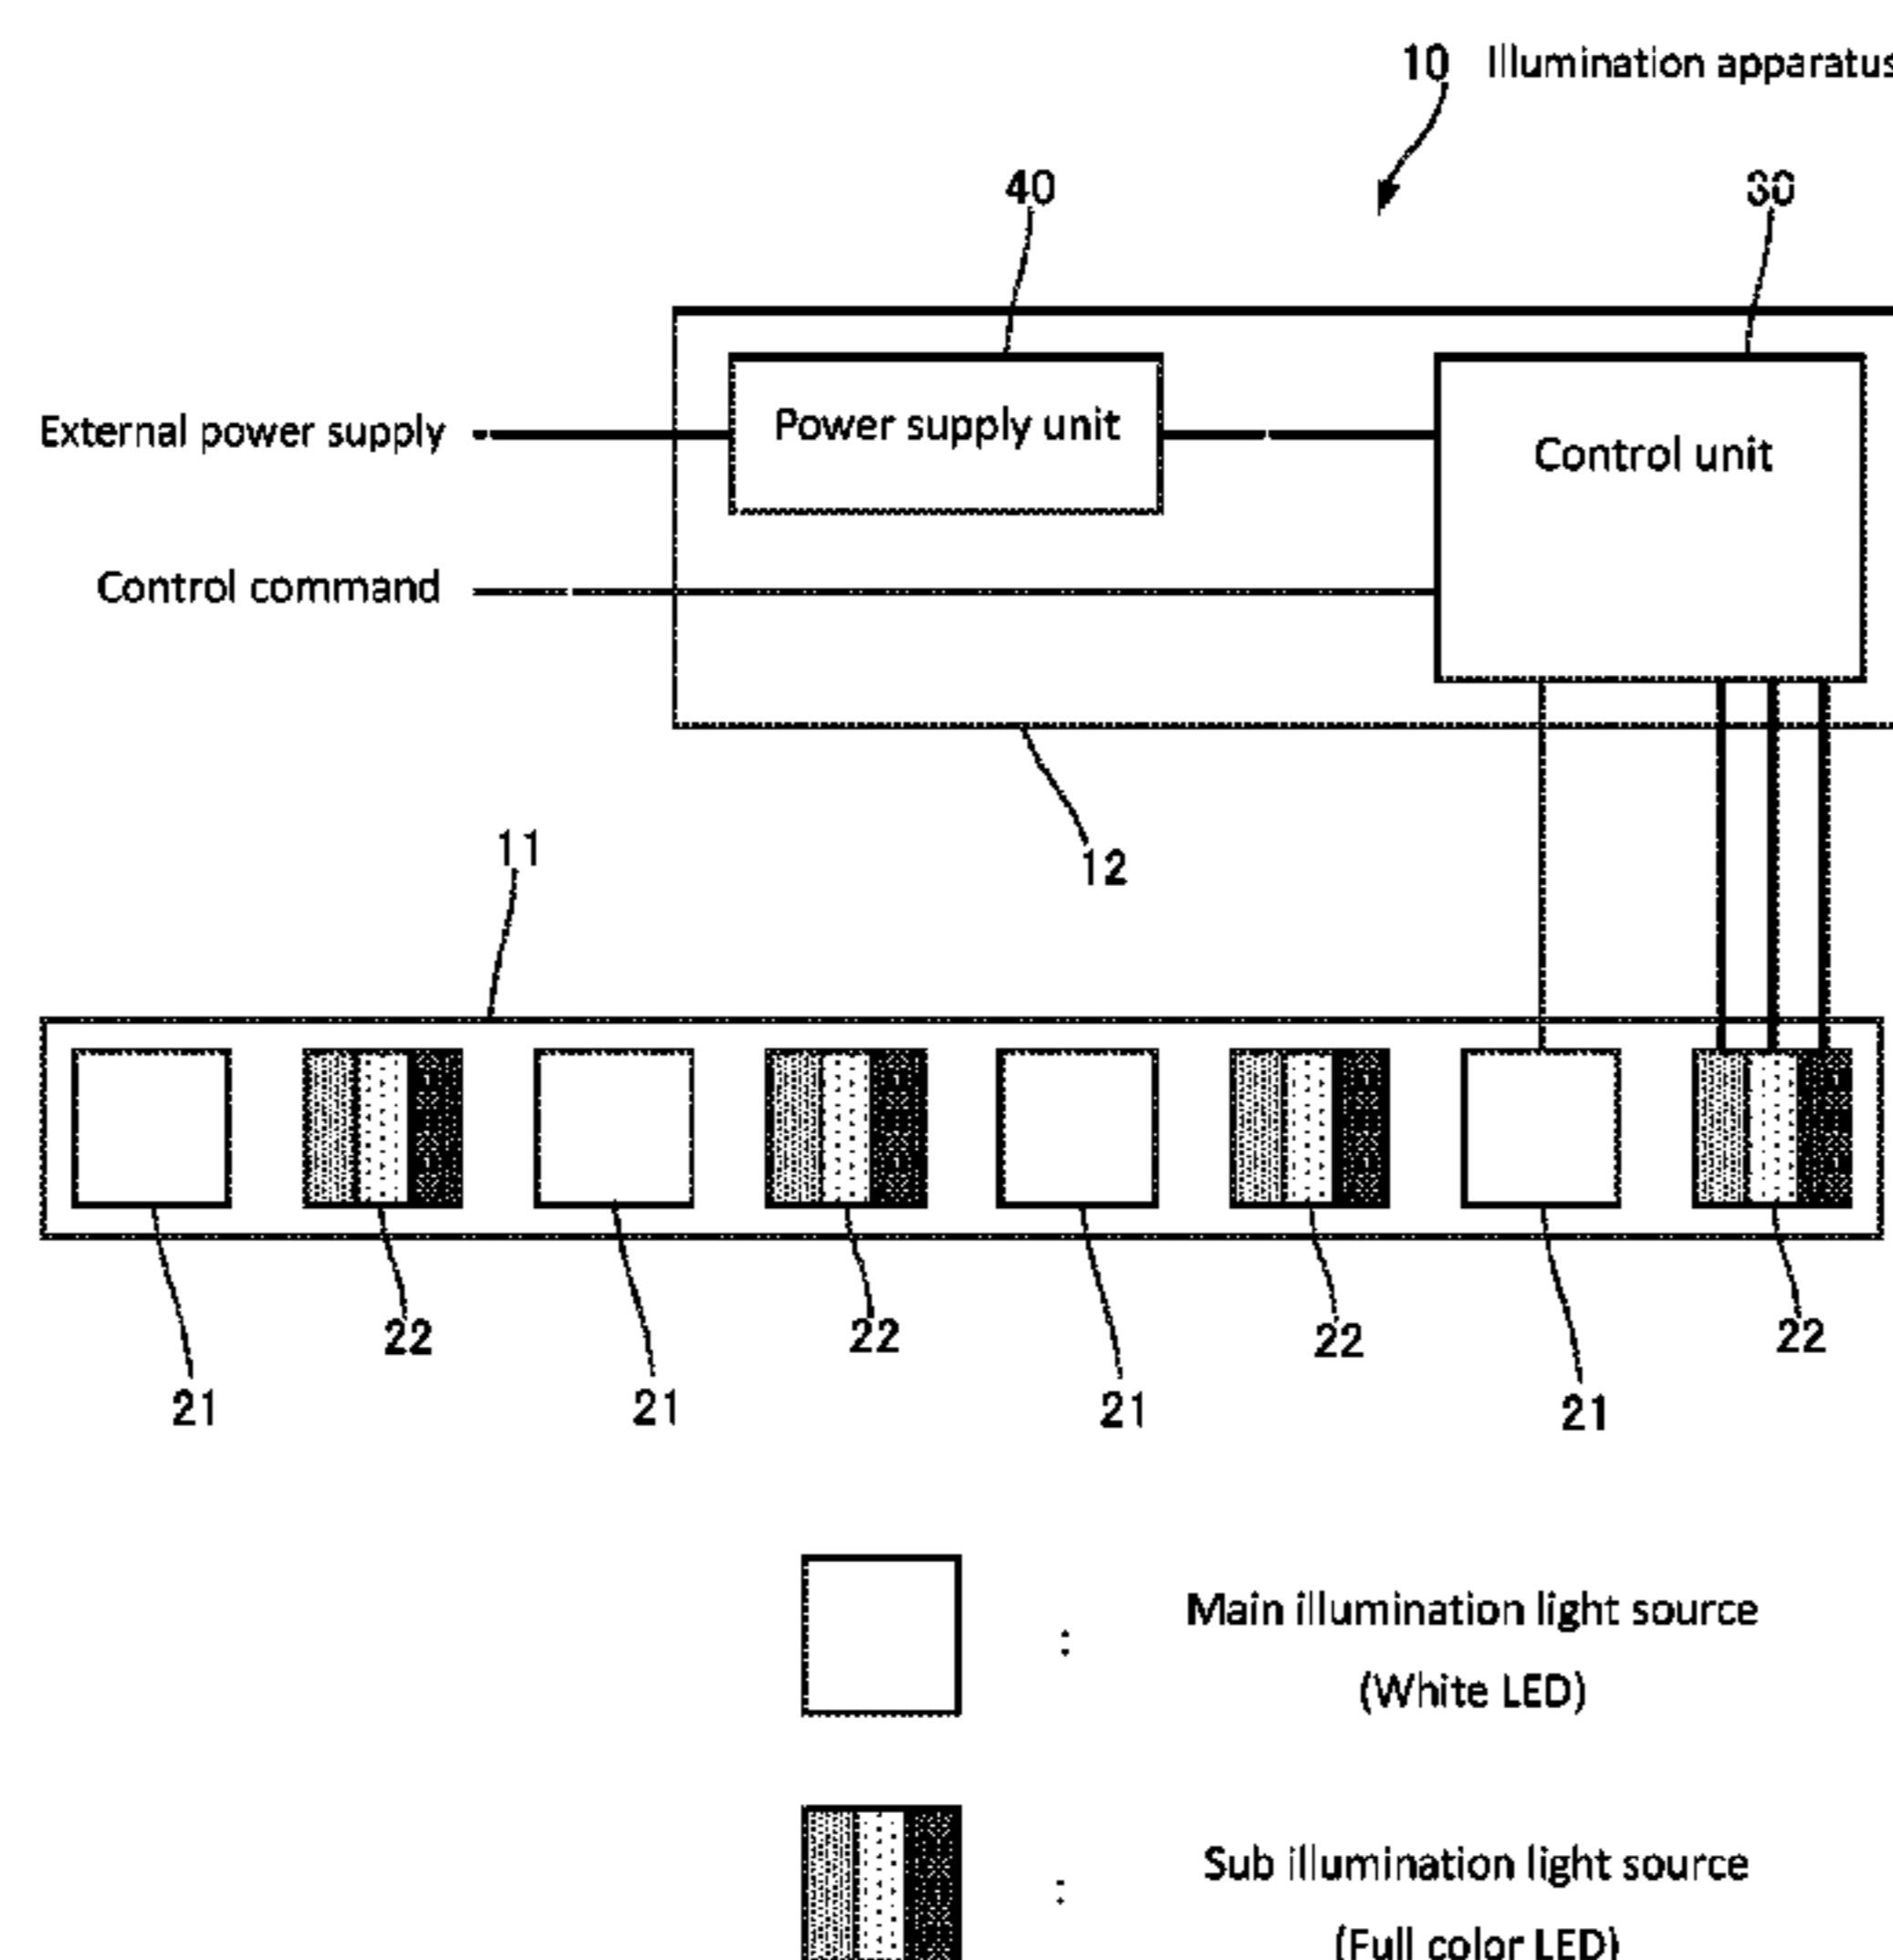 10 Illumination apparatus
40
30
External power supply
Power supply unit
Control unit
Control command
11
12
22 22 22 22
21 21 21 21
: Main illumination light source
(White LED)
: Sub illumination light source
(Full color LED)